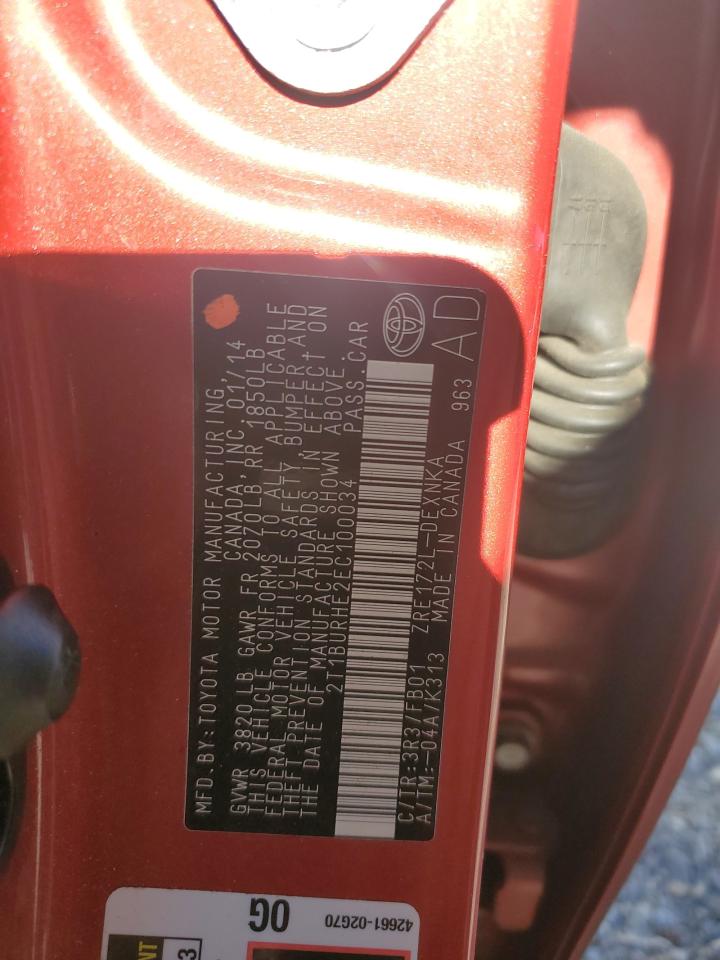 MFD.BY:TOYOTA MOTOR MANUFACTURING,
CANADA, INC. 01/14
GVWR 3820 LB GAWR FR 2070LB, RR 1850LB
THIS VEHICLE CONFORMS TO ALL APPLICABLE
FEDERAL MOTOR VEHICLE SAFETY, BUMPER AND
THEFT PREVENTION STANDARDS IN EFFECT ON
THE DATE OF MANUFACTURE SHOWN ABOVE.
2T1BURHE2EC100034 PASS.CAR
C/TR:3R3/FB01 ZRE172L-DEXNKA
A/TM:-04A/K313 MADE IN CANADA 963
AD
42661-02G70
0G
NT
3